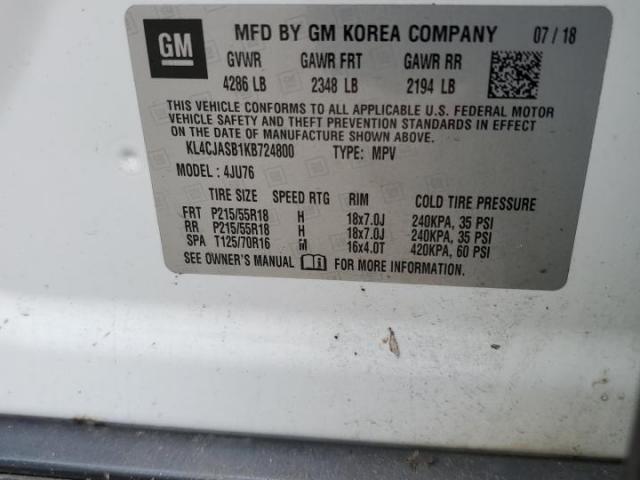 GM MFD BY GM KOREA COMPANY 07/18
GVWR GAWR FRT GAWR RR
4286 LB 2348 LB 2194 LB
THIS VEHICLE CONFORMS TO ALL APPLICABLE U.S. FEDERAL MOTOR
VEHICLE SAFETY AND THEFT PREVENTION STANDARDS IN EFFECT
ON THE DATE OF MANUFACTURE SHOWN ABOVE.
KL4CJASB1KB724800 TYPE: MPV
MODEL: 4JU76
TIRE SIZE SPEED RTG RIM COLD TIRE PRESSURE
FRT P215/55R18 H 18x7.0J 240KPA, 35 PSI
RR P215/55R18 H 18x7.0J 240KPA, 35 PSI
SPA T125/70R16 M 16x4.0T 420KPA, 60 PSI
SEE OWNER'S MANUAL FOR MORE INFORMATION.